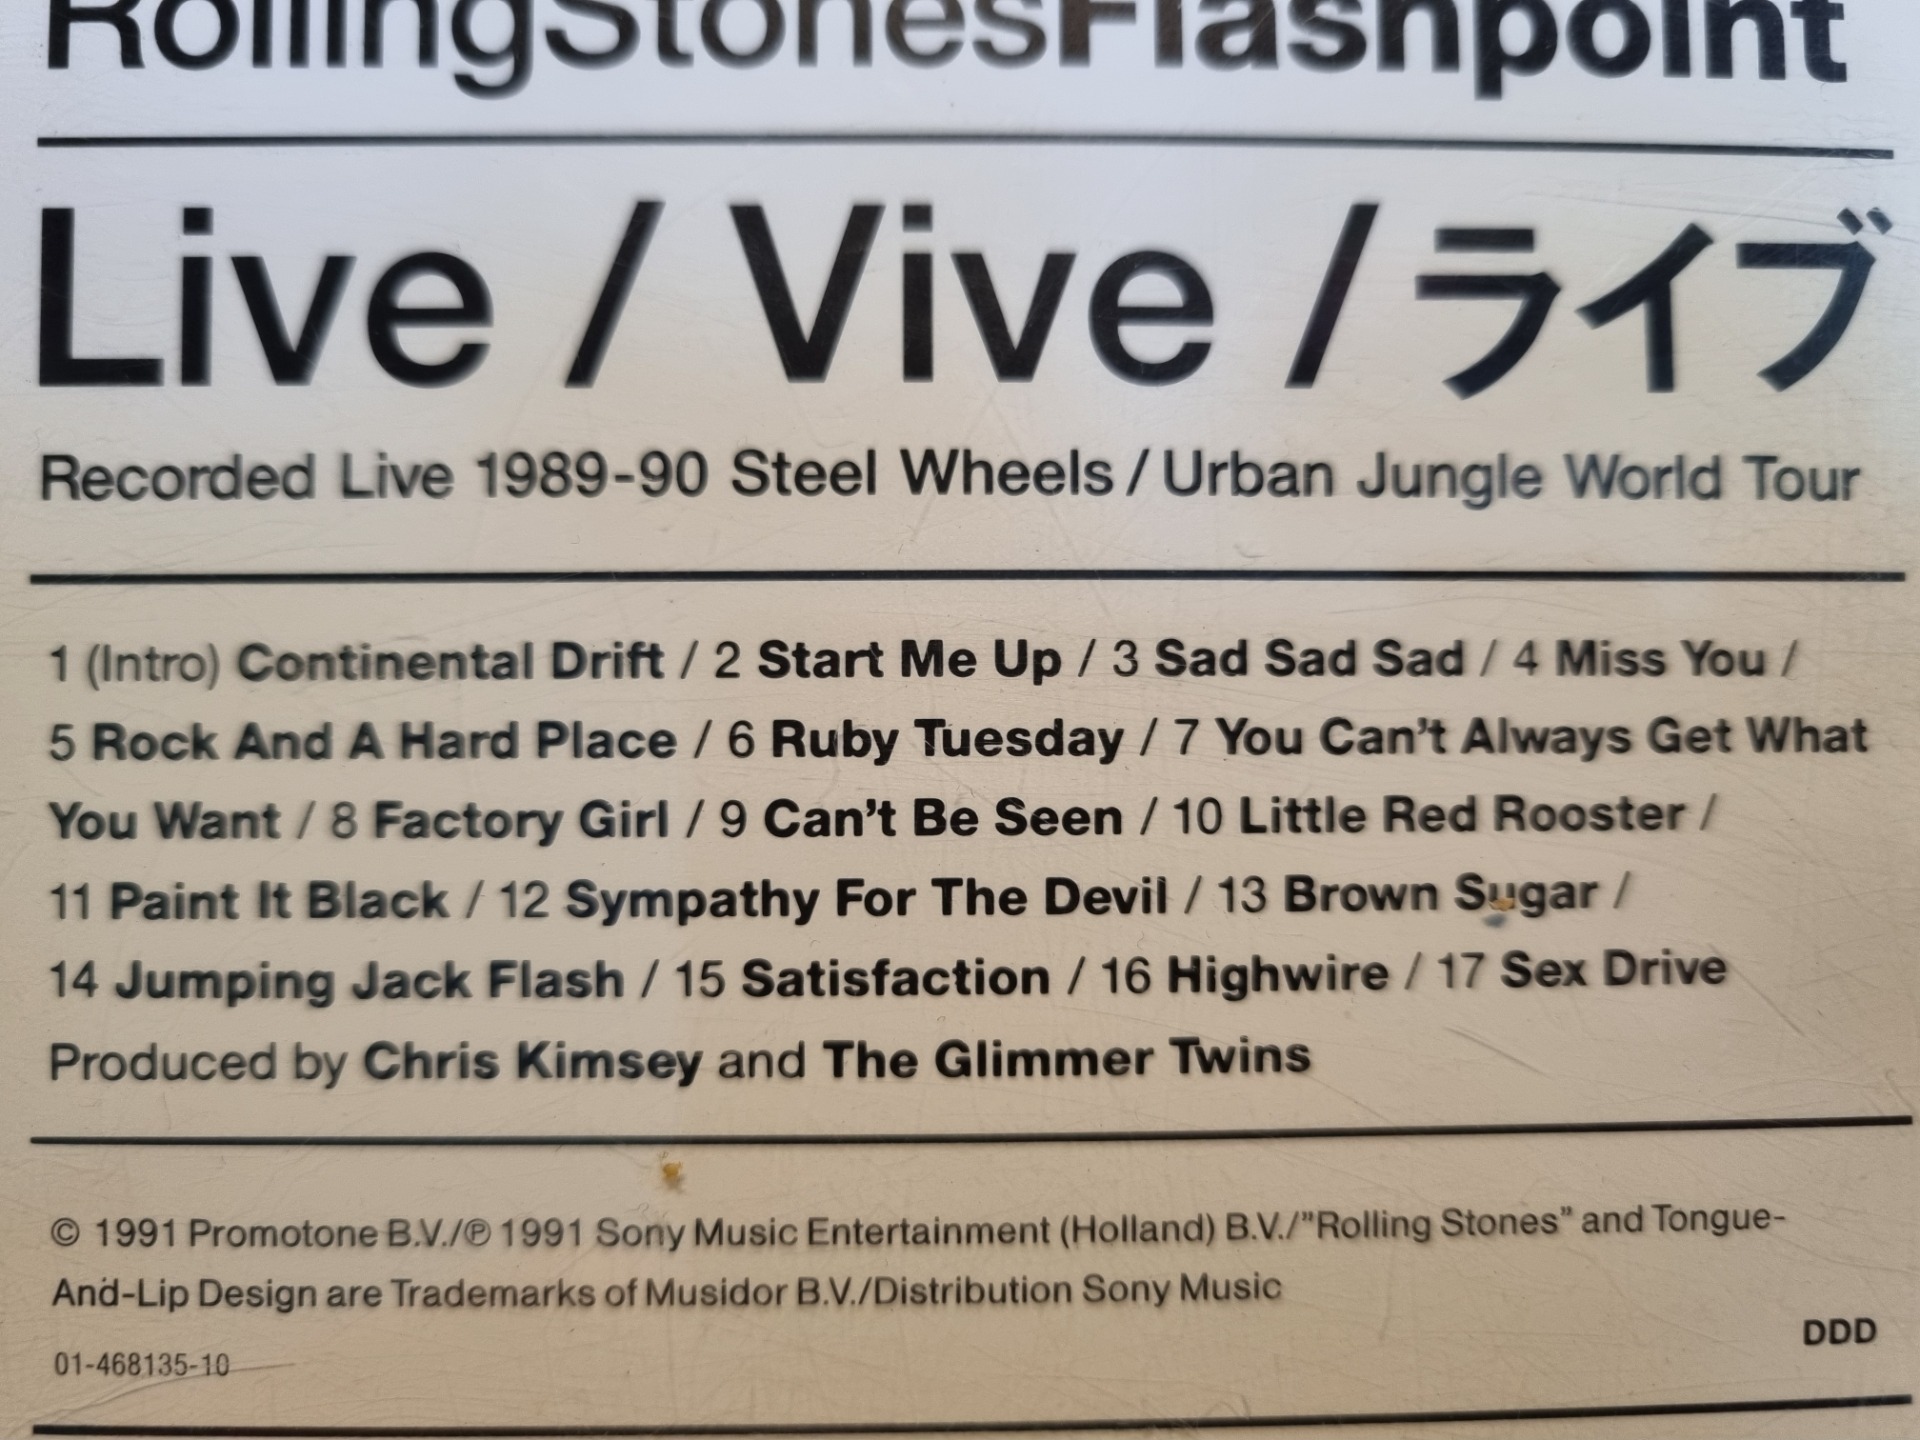 RollingStonesFlashpoint
Live / Vive / ライブ
Recorded Live 1989-90 Steel Wheels / Urban Jungle World Tour
1 (Intro) Continental Drift / 2 Start Me Up / 3 Sad Sad Sad / 4 Miss You /
5 Rock And A Hard Place / 6 Ruby Tuesday / 7 You Can't Always Get What
You Want / 8 Factory Girl / 9 Can't Be Seen / 10 Little Red Rooster /
11 Paint It Black / 12 Sympathy For The Devil / 13 Brown Sugar /
14 Jumping Jack Flash / 15 Satisfaction / 16 Highwire / 17 Sex Drive
Produced by Chris Kimsey and The Glimmer Twins
© 1991 Promotone B.V./℗ 1991 Sony Music Entertainment (Holland) B.V./"Rolling Stones" and Tongue-
And-Lip Design are Trademarks of Musidor B.V./Distribution Sony Music
DDD
01-468135-10